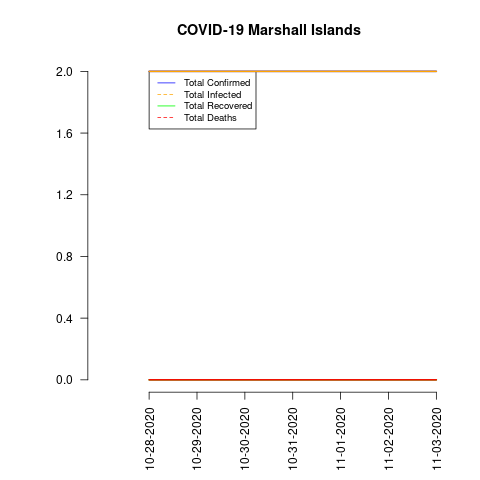 COVID-19 Marshall Islands
2.0
1.6
1.2
0.8
0.4
0.0
Total Confirmed
Total Infected
Total Recovered
Total Deaths
10-28-2020
10-29-2020
10-30-2020
10-31-2020
11-01-2020
11-02-2020
11-03-2020